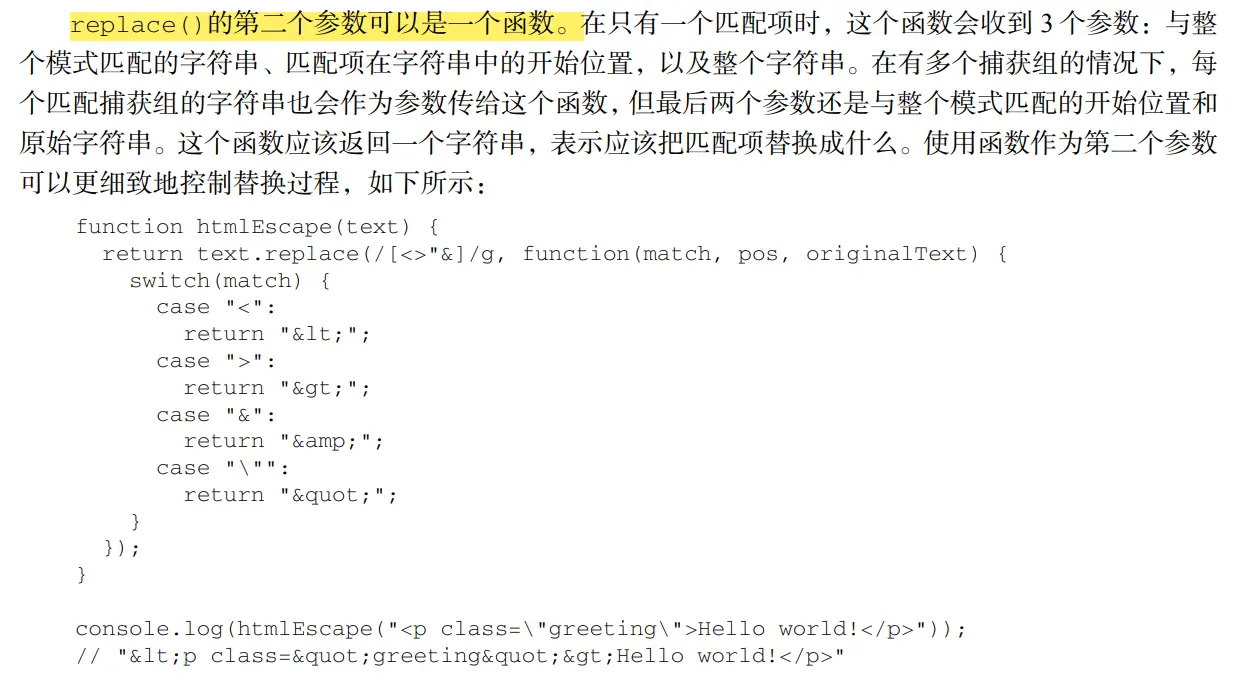 replace()的第二个参数可以是一个函数。在只有一个匹配项时，这个函数会收到 3 个参数：与整
个模式匹配的字符串、匹配项在字符串中的开始位置，以及整个字符串。在有多个捕获组的情况下，每
个匹配捕获组的字符串也会作为参数传给这个函数，但最后两个参数还是与整个模式匹配的开始位置和
原始字符串。这个函数应该返回一个字符串，表示应该把匹配项替换成什么。使用函数作为第二个参数
可以更细致地控制替换过程，如下所示：
function htmlEscape(text) {
  return text.replace(/[<>"&]/g, function(match, pos, originalText) {
    switch(match) {
      case "<":
        return "&lt;";
      case ">":
        return "&gt;";
      case "&":
        return "&amp;";
      case "\"":
        return "&quot;";
    }
  });
}
console.log(htmlEscape("<p class=\"greeting\">Hello world!</p>"));
// "&lt;p class=&quot;greeting&quot;&gt;Hello world!</p>"